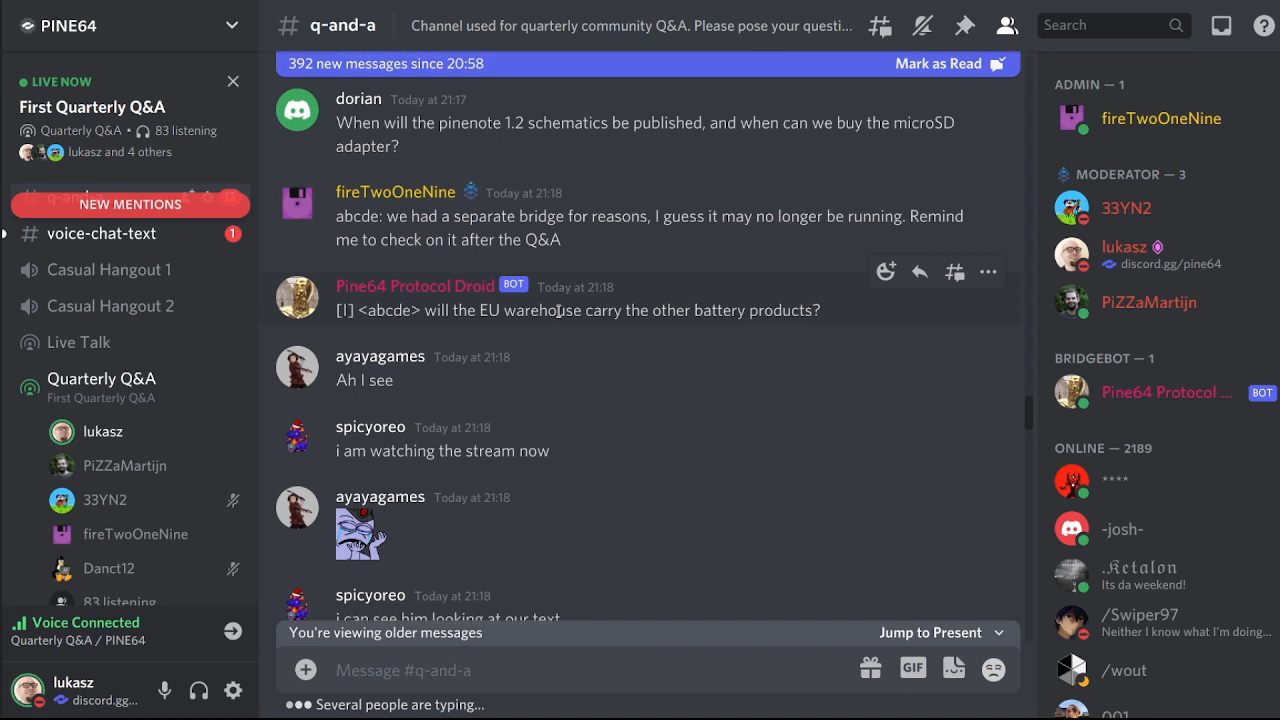 PINE64
LIVE NOW
First Quarterly Q&A
Quarterly Q&A • 83 listening
lukasz and 4 others
q-and-a 13
NEW MENTIONS
# voice-chat-text 1
Casual Hangout 1
Casual Hangout 2
Live Talk
Quarterly Q&A
First Quarterly Q&A
lukasz
PiZZaMartijn
33YN2
fireTwoOneNine
Danct12
83 listening
Voice Connected
Quarterly Q&A / PINE64
lukasz
discord.gg...
# q-and-a
Channel used for quarterly community Q&A. Please pose your questi...
Search
392 new messages since 20:58 Mark as Read
dorian Today at 21:17
When will the pinenote 1.2 schematics be published, and when can we buy the microSD
adapter?
fireTwoOneNine Today at 21:18
abcde: we had a separate bridge for reasons, I guess it may no longer be running. Remind
me to check on it after the Q&A
Pine64 Protocol Droid BOT Today at 21:18
[I] <abcde> will the EU warehouse carry the other battery products?
ayayagames Today at 21:18
Ah I see
spicyoreo Today at 21:18
i am watching the stream now
ayayagames Today at 21:18
spicyoreo Today at 21:18
i can see him looking at our text
You're viewing older messages Jump to Present
Message #q-and-a
GIF
Several people are typing...
ADMIN — 1
fireTwoOneNine
MODERATOR — 3
33YN2
lukasz
discord.gg/pine64
PiZZaMartijn
BRIDGEBOT — 1
Pine64 Protocol ... BOT
ONLINE — 2189
****
-josh-
.𝕶𝖊𝖙𝖆𝖑𝖔𝖓
Its da weekend!
/Swiper97
Neither I know what I'm doing...
/wout
001